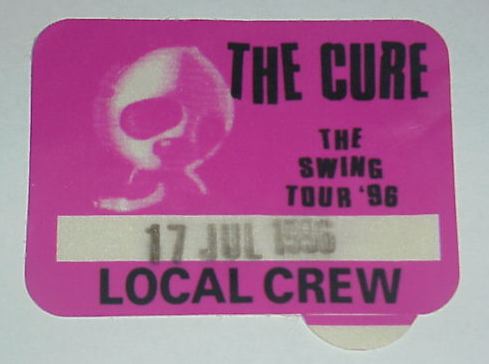 THE CURE
THE
SWING
TOUR '96
17 JUL 1996
LOCAL CREW